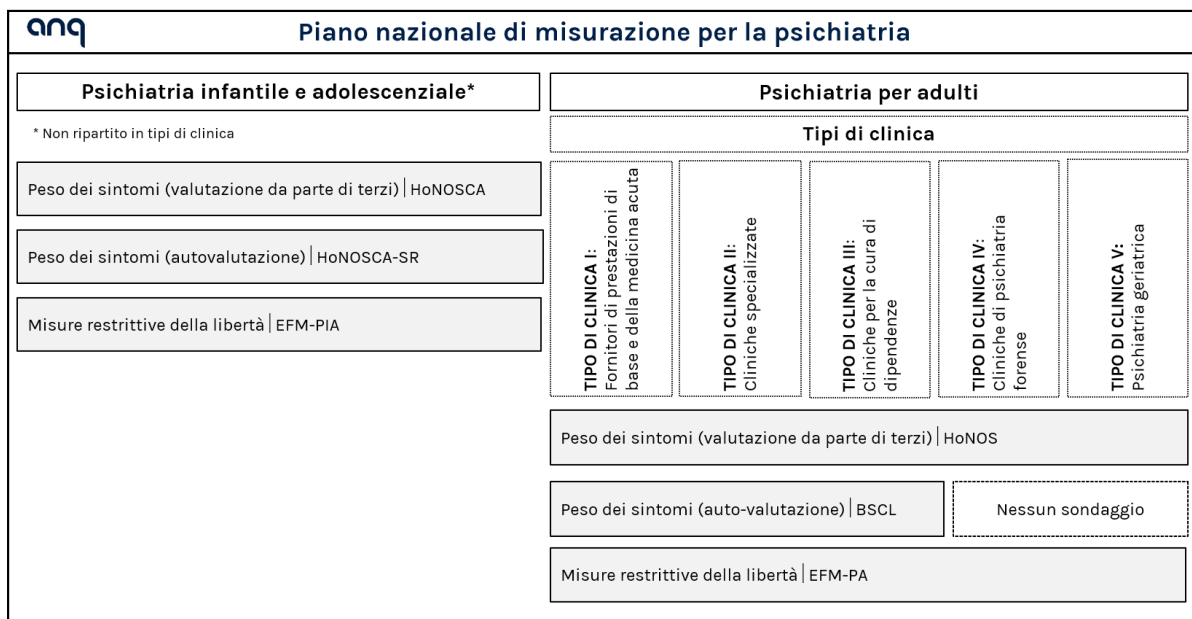 anq
Piano nazionale di misurazione per la psichiatria
Psichiatria infantile e adolescenziale*
* Non ripartito in tipi di clinica
Peso dei sintomi (valutazione da parte di terzi) | HoNOSCA
Peso dei sintomi (autovalutazione) | HoNOSCA-SR
Misure restrittive della libertà | EFM-PIA
Psichiatria per adulti
Tipi di clinica
TIPO DI CLINICA I:
Fornitori di prestazioni di
base e della medicina acuta
TIPO DI CLINICA II:
Cliniche specializzate
TIPO DI CLINICA III:
Cliniche per la cura di
dipendenze
TIPO DI CLINICA IV:
Cliniche di psichiatria
forense
TIPO DI CLINICA V:
Psichiatria geriatrica
Peso dei sintomi (valutazione da parte di terzi) | HoNOS
Peso dei sintomi (auto-valutazione) | BSCL
Nessun sondaggio
Misure restrittive della libertà | EFM-PA